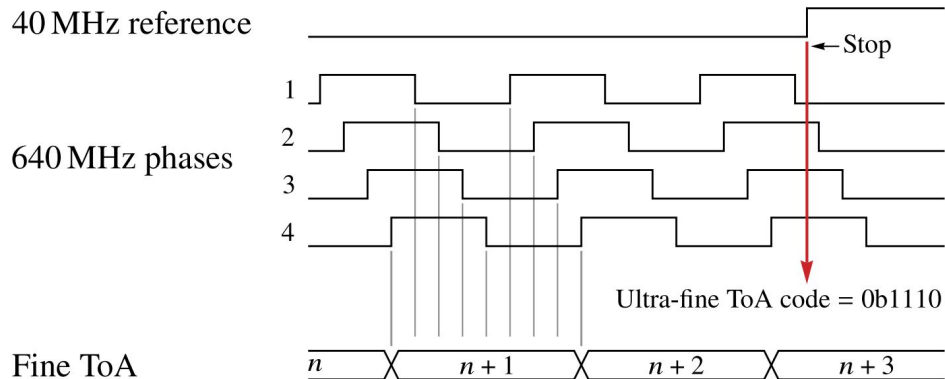 40 MHz reference
Stop
1
2
640 MHz phases
3
4
Ultra-fine ToA code = 0b1110
Fine ToA
n
n + 1
n + 2
n + 3